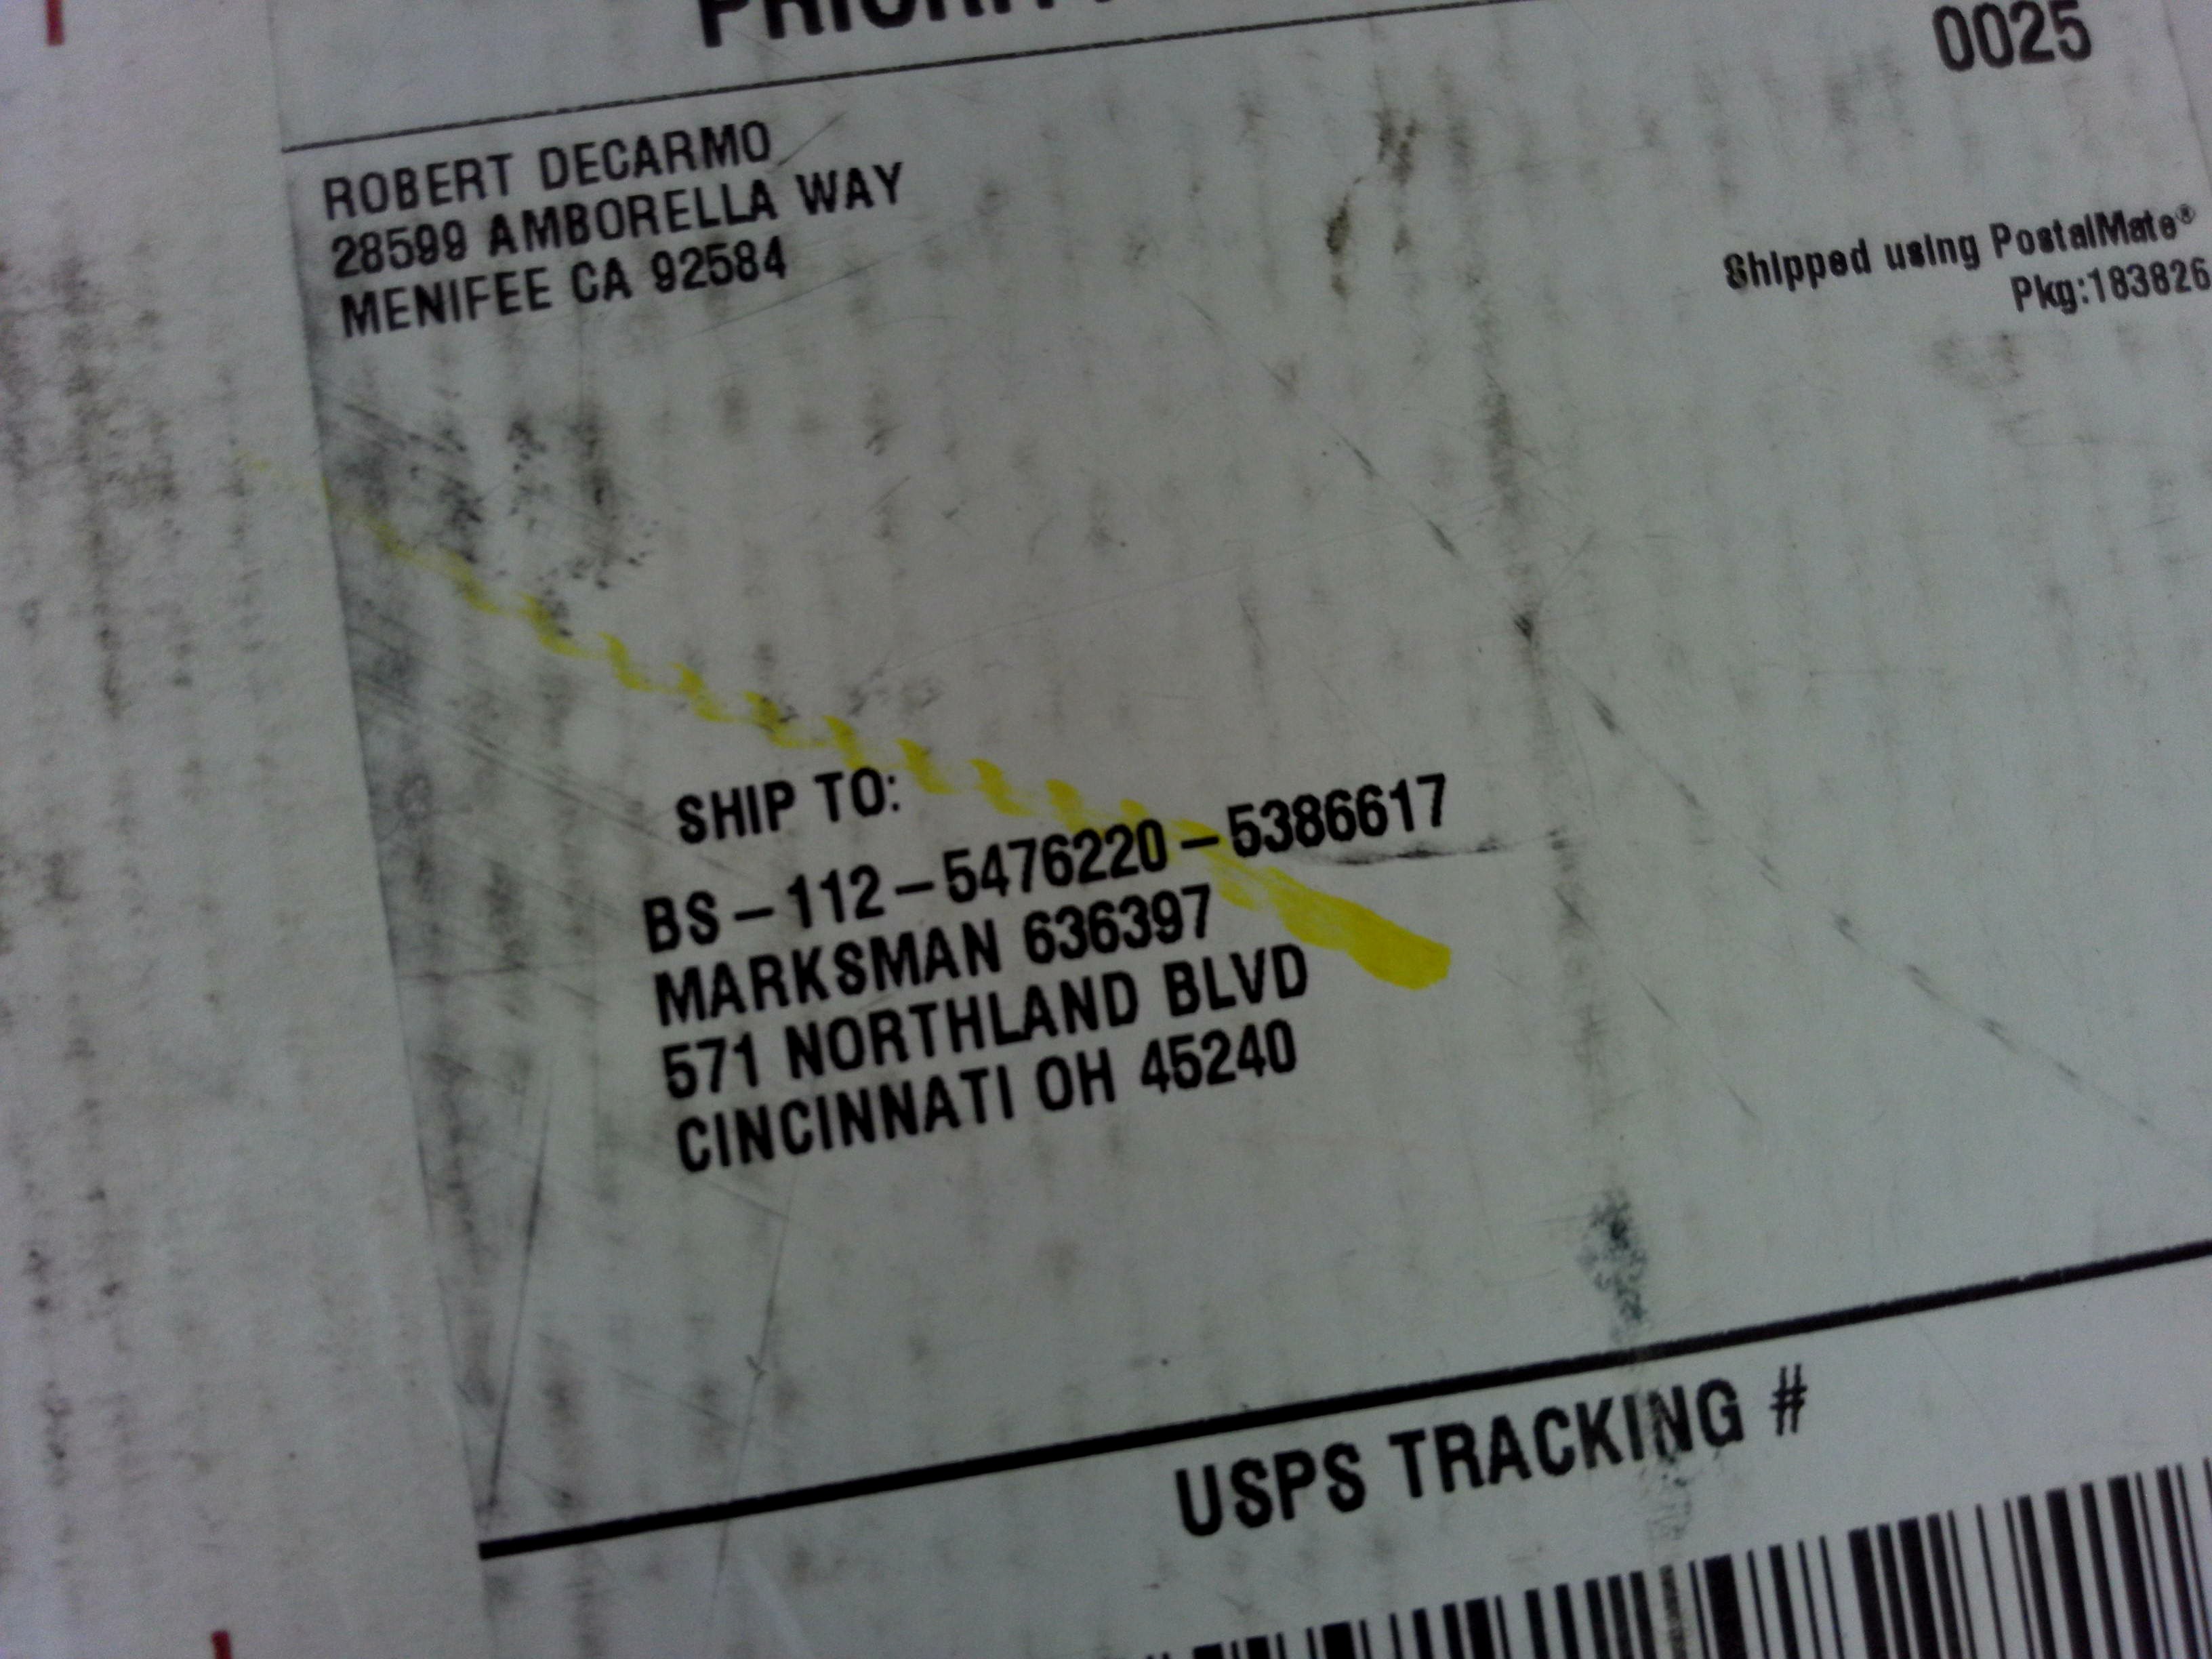 0025
ROBERT DECARMO
28599 AMBORELLA WAY
MENIFEE CA 92584
Shipped using PostalMate®
Pkg:183826
SHIP TO:
BS-112-5476220-5386617
MARKSMAN 636397
571 NORTHLAND BLVD
CINCINNATI OH 45240
USPS TRACKING #